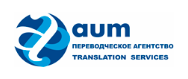 aum
ПЕРЕВОДЧЕСКОЕ АГЕНТСТВО
TRANSLATION SERVICES